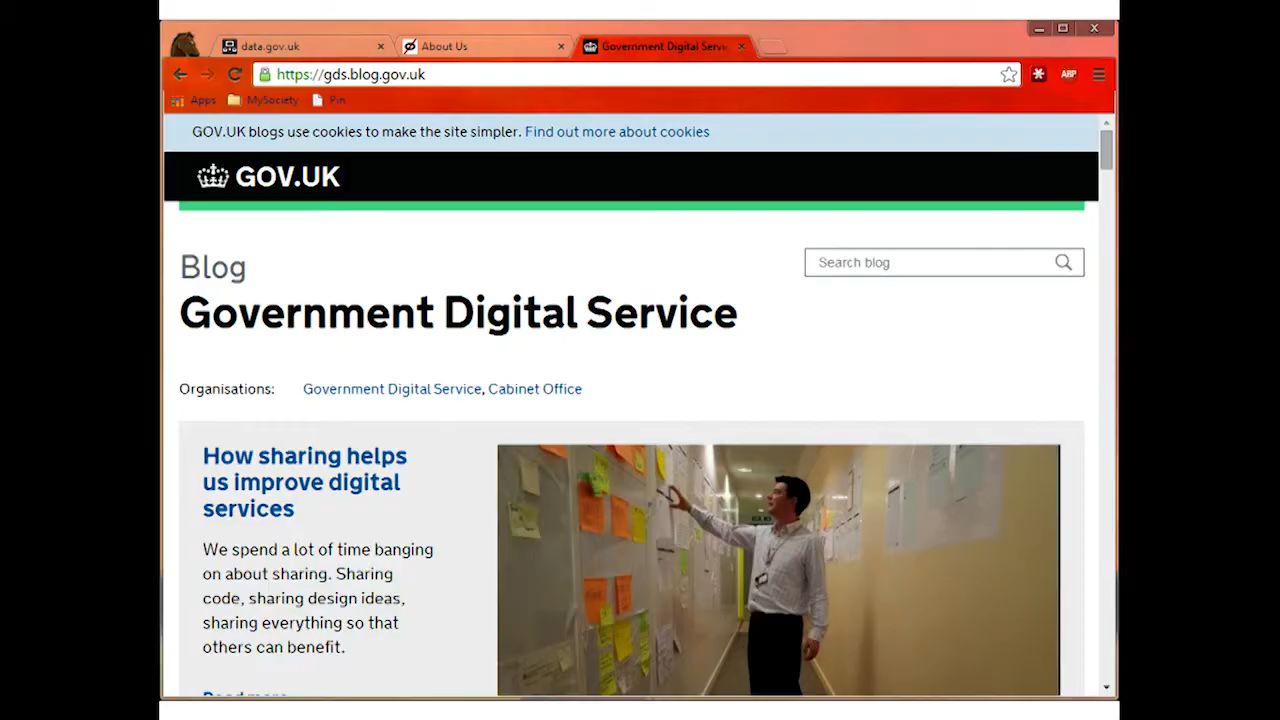 data.gov.uk
About Us
Government Digital Servi
https://gds.blog.gov.uk
ABP
Apps
MySociety
Pin
GOV.UK blogs use cookies to make the site simpler. Find out more about cookies
GOV.UK
Blog
Search blog
Government Digital Service
Organisations: Government Digital Service, Cabinet Office
How sharing helps
us improve digital
services
We spend a lot of time banging
on about sharing. Sharing
code, sharing design ideas,
sharing everything so that
others can benefit.